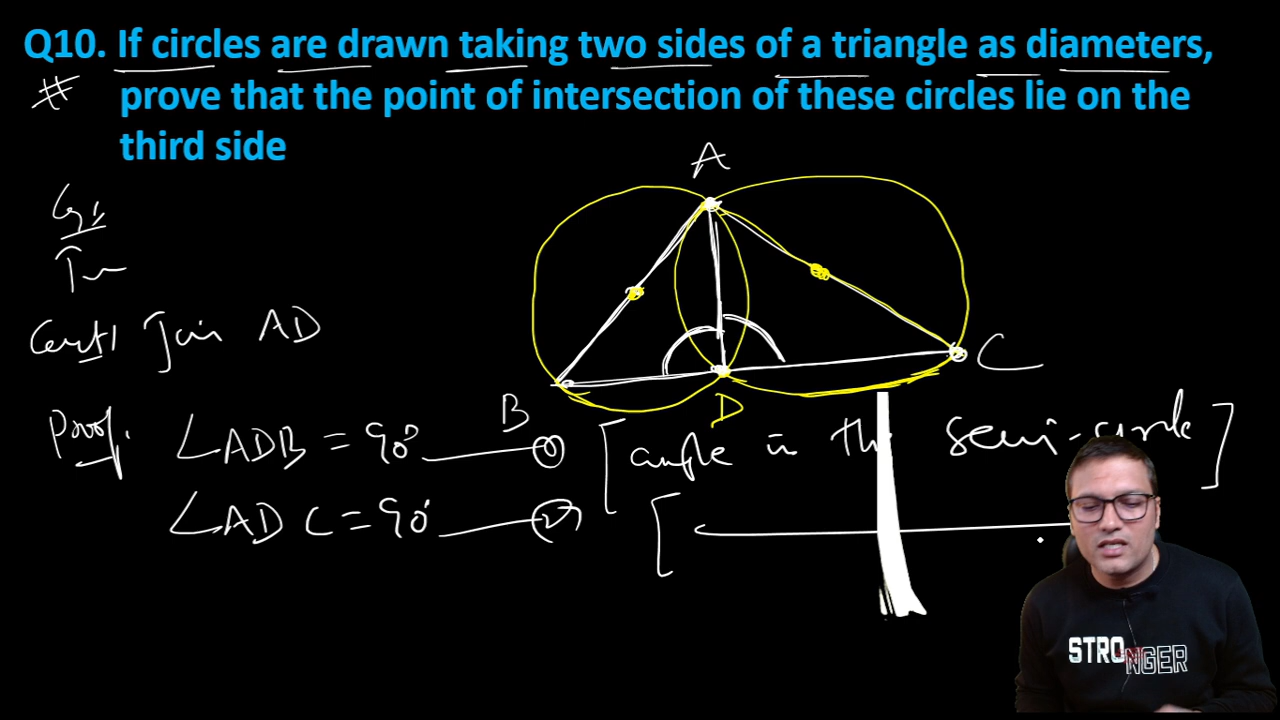 Q10. If circles are drawn taking two sides of a triangle as diameters,
# prove that the point of intersection of these circles lie on the
third side
A
Join AD
C
B
D
Proof: ∠ADB = 90° ① [angle in the semi-circle]
∠ADC = 90° ② [
STRONGER